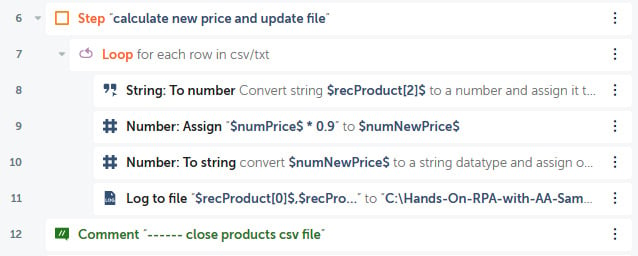 6 Step "calculate new price and update file"
7 Loop for each row in csv/txt
8 String: To number Convert string $recProduct[2]$ to a number and assign it t...
9 Number: Assign "$numPrice$ * 0.9" to $numNewPrice$
10 Number: To string convert $numNewPrice$ to a string datatype and assign o...
11 LOG Log to file "$recProduct[0]$,$recPro..." to "C:\Hands-On-RPA-with-AA-Sam...
12 Comment "------ close products csv file"